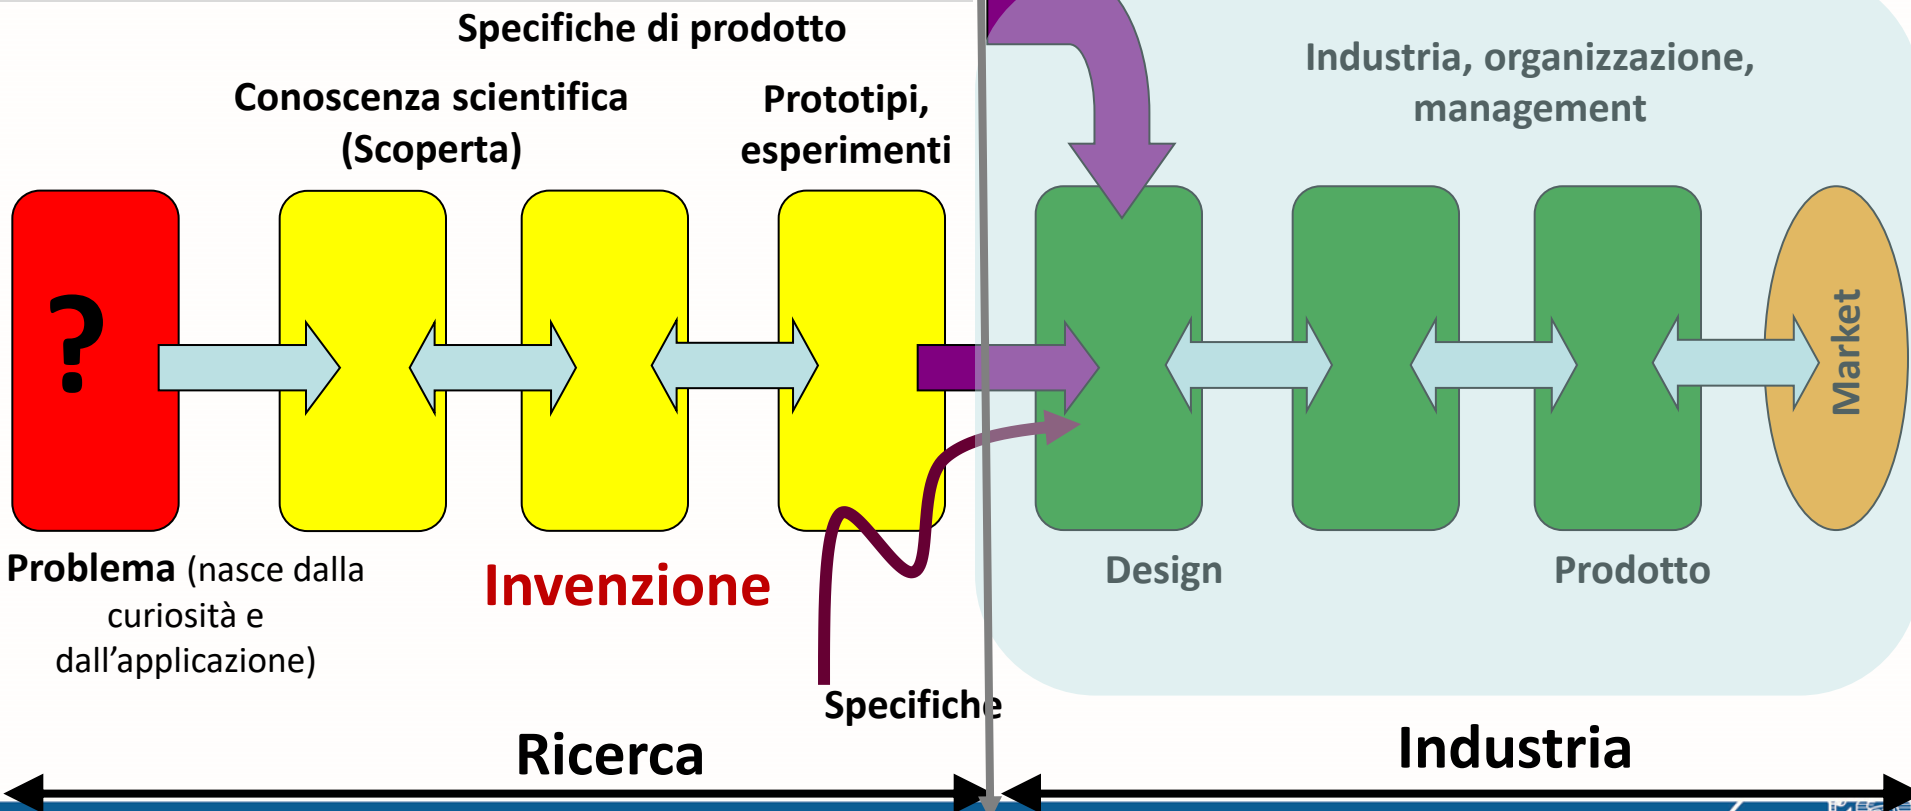 Specifiche di prodotto
Conoscenza scientifica
(Scoperta)
Prototipi,
esperimenti
Industria, organizzazione,
management
?
Market
Problema (nasce dalla
curiosità e
dall'applicazione)
Invenzione
Design
Prodotto
Specifiche
Ricerca
Industria